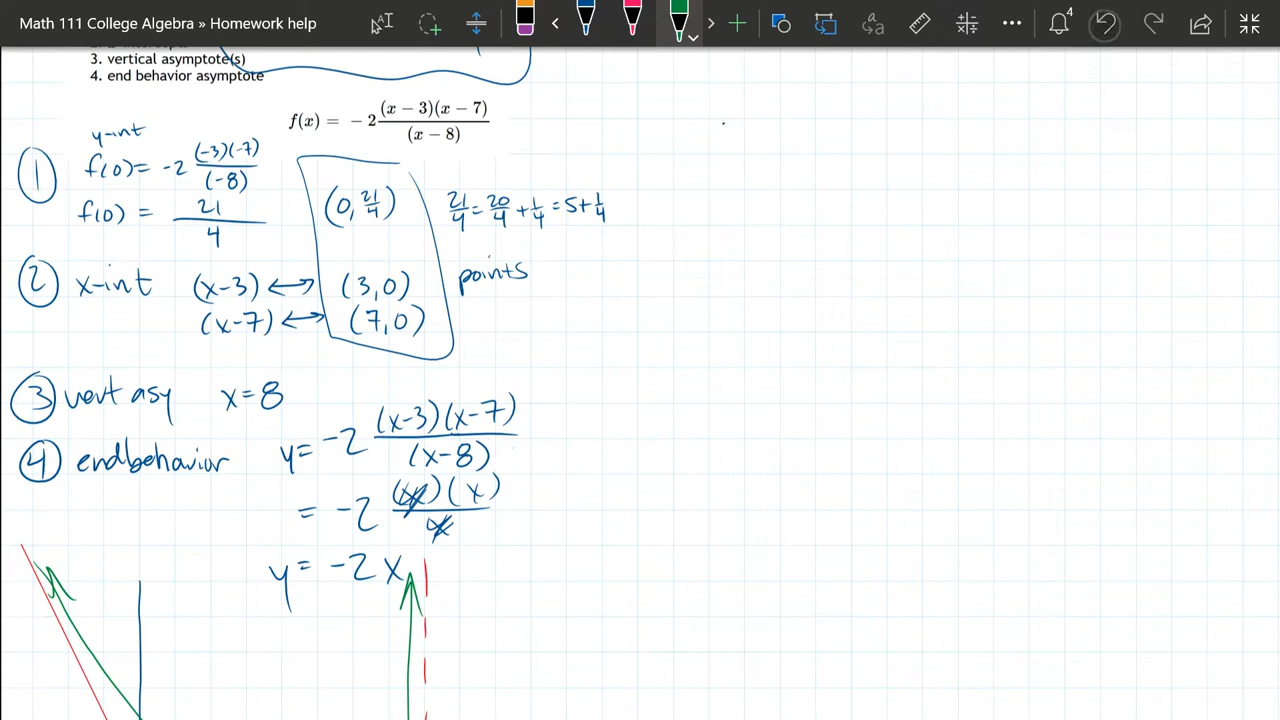 Math 111 College Algebra » Homework help
4
3. vertical asymptote(s)
4. end behavior asymptote
f(x) = −2 (x − 3)(x − 7) / (x − 8)
y-int
① f(0) = -2 (-3)(-7) / (-8)
f(0) = 21 / 4
(0, 21/4)
21/4 = 20/4 + 1/4 = 5 + 1/4
② x-int (x-3) ↔ (3,0) points
(x-7) ↔ (7,0)
③ vert asy x=8
④ endbehavior y= -2 (x-3)(x-7) / (x-8)
= -2 (x)(x) / x
y= -2x